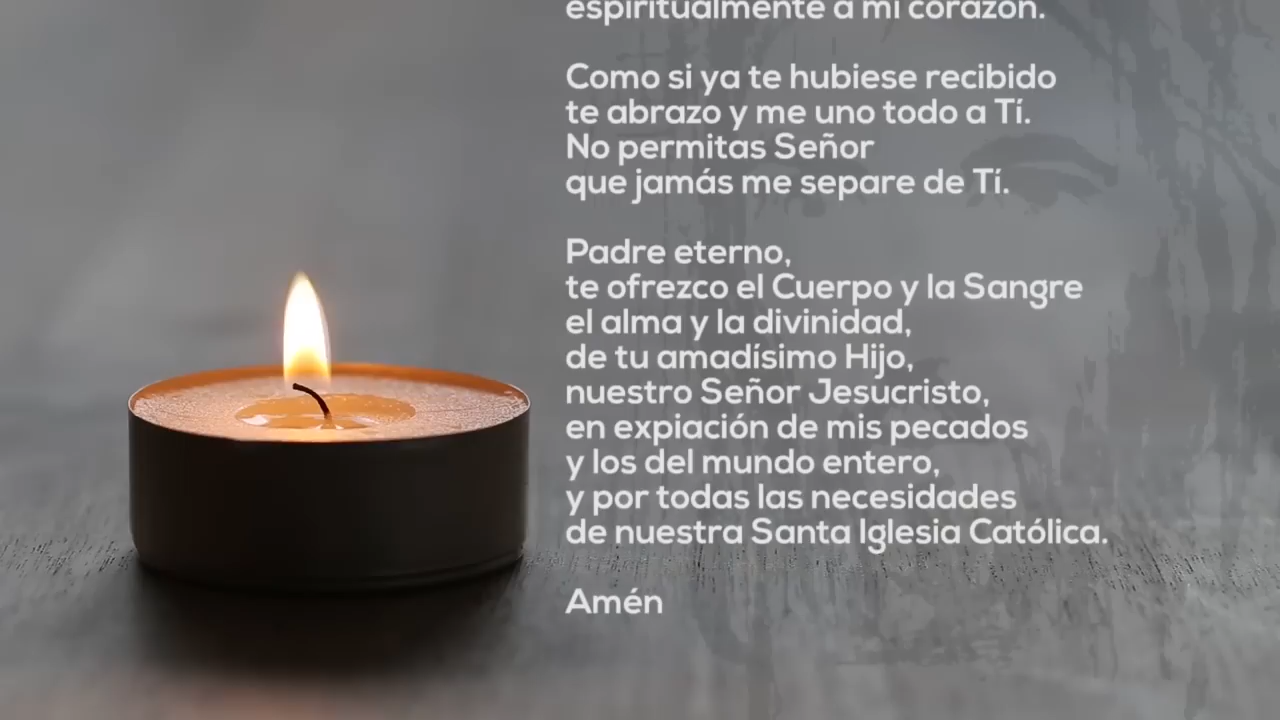 espiritualmente a mi corazón.
Como si ya te hubiese recibido
te abrazo y me uno todo a Tí.
No permitas Señor
que jamás me separe de Tí.
Padre eterno,
te ofrezco el Cuerpo y la Sangre
el alma y la divinidad,
de tu amadísimo Hijo,
nuestro Señor Jesucristo,
en expiación de mis pecados
y los del mundo entero,
y por todas las necesidades
de nuestra Santa Iglesia Católica.
Amén